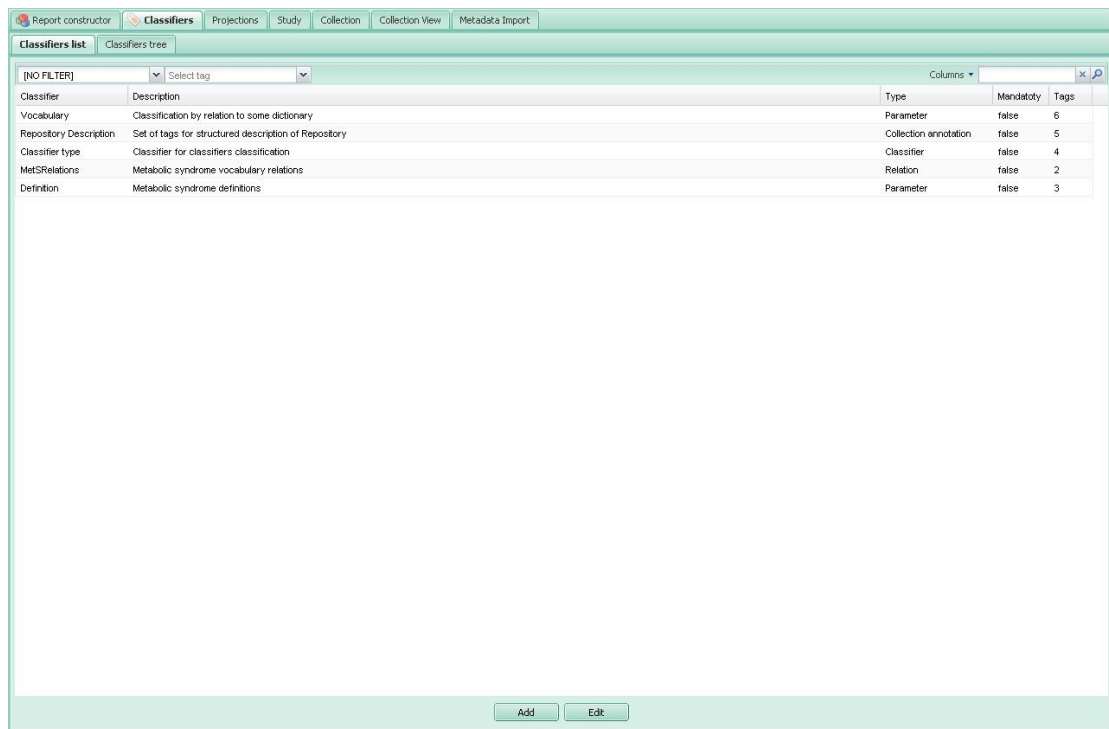 Report constructor Classifiers Projections Study Collection Collection View Metadata Import
Classifiers list Classifiers tree
[NO FILTER] Select tag Columns
Classifier Description Type Mandatoty Tags
Vocabulary Classification by relation to some dictionary Parameter false 6
Repository Description Set of tags for structured description of Repository Collection annotation false 5
Classifier type Classifier for classifiers classification Classifier false 4
MetSRelations Metabolic syndrome vocabulary relations Relation false 2
Definition Metabolic syndrome definitions Parameter false 3
Add Edit